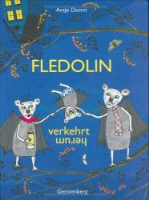 Antje Damm
FLEDOLIN
verkehrt
herum
Gerstenberg